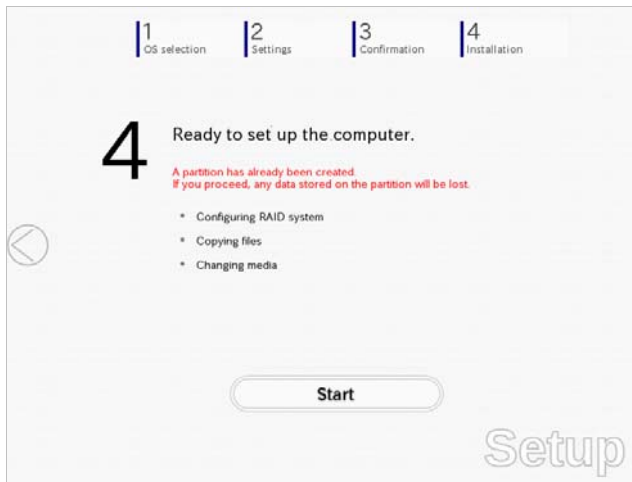 1
OS selection
2
Settings
3
Confirmation
4
Installation
4
Ready to set up the computer.
A partition has already been created.
If you proceed, any data stored on the partition will be lost.
* Configuring RAID system
* Copying files
* Changing media
Start
Setup